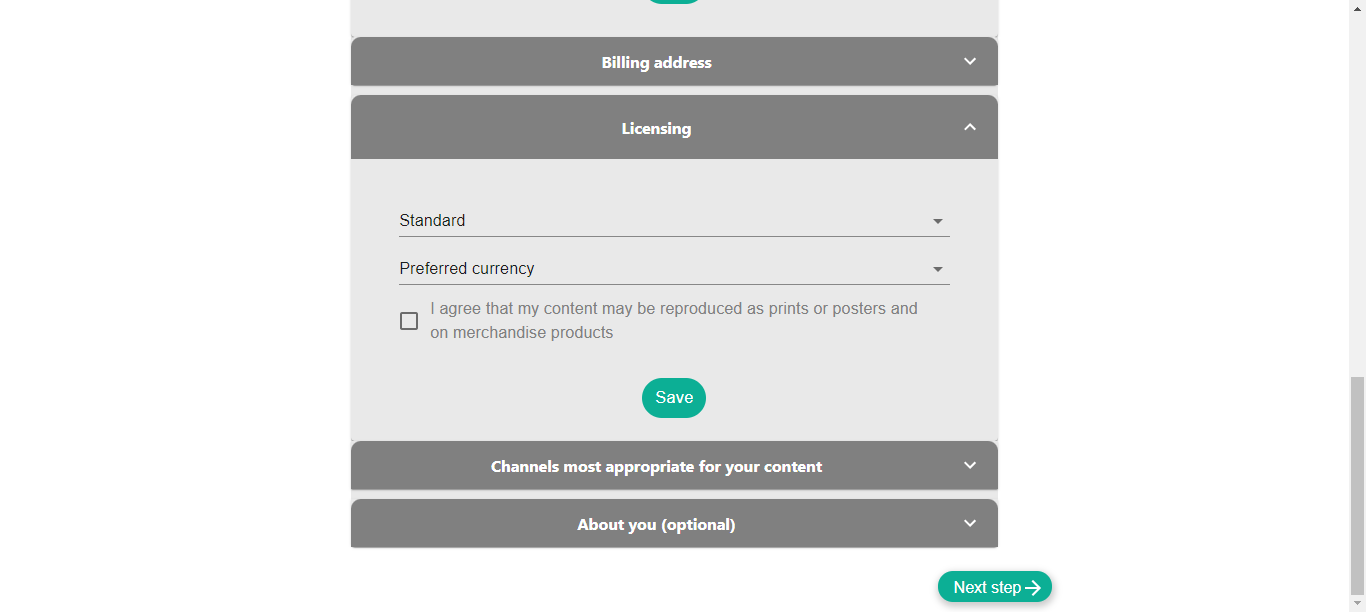 Billing address
Licensing
Standard
Preferred currency
I agree that my content may be reproduced as prints or posters and
on merchandise products
Save
Channels most appropriate for your content
About you (optional)
Next step